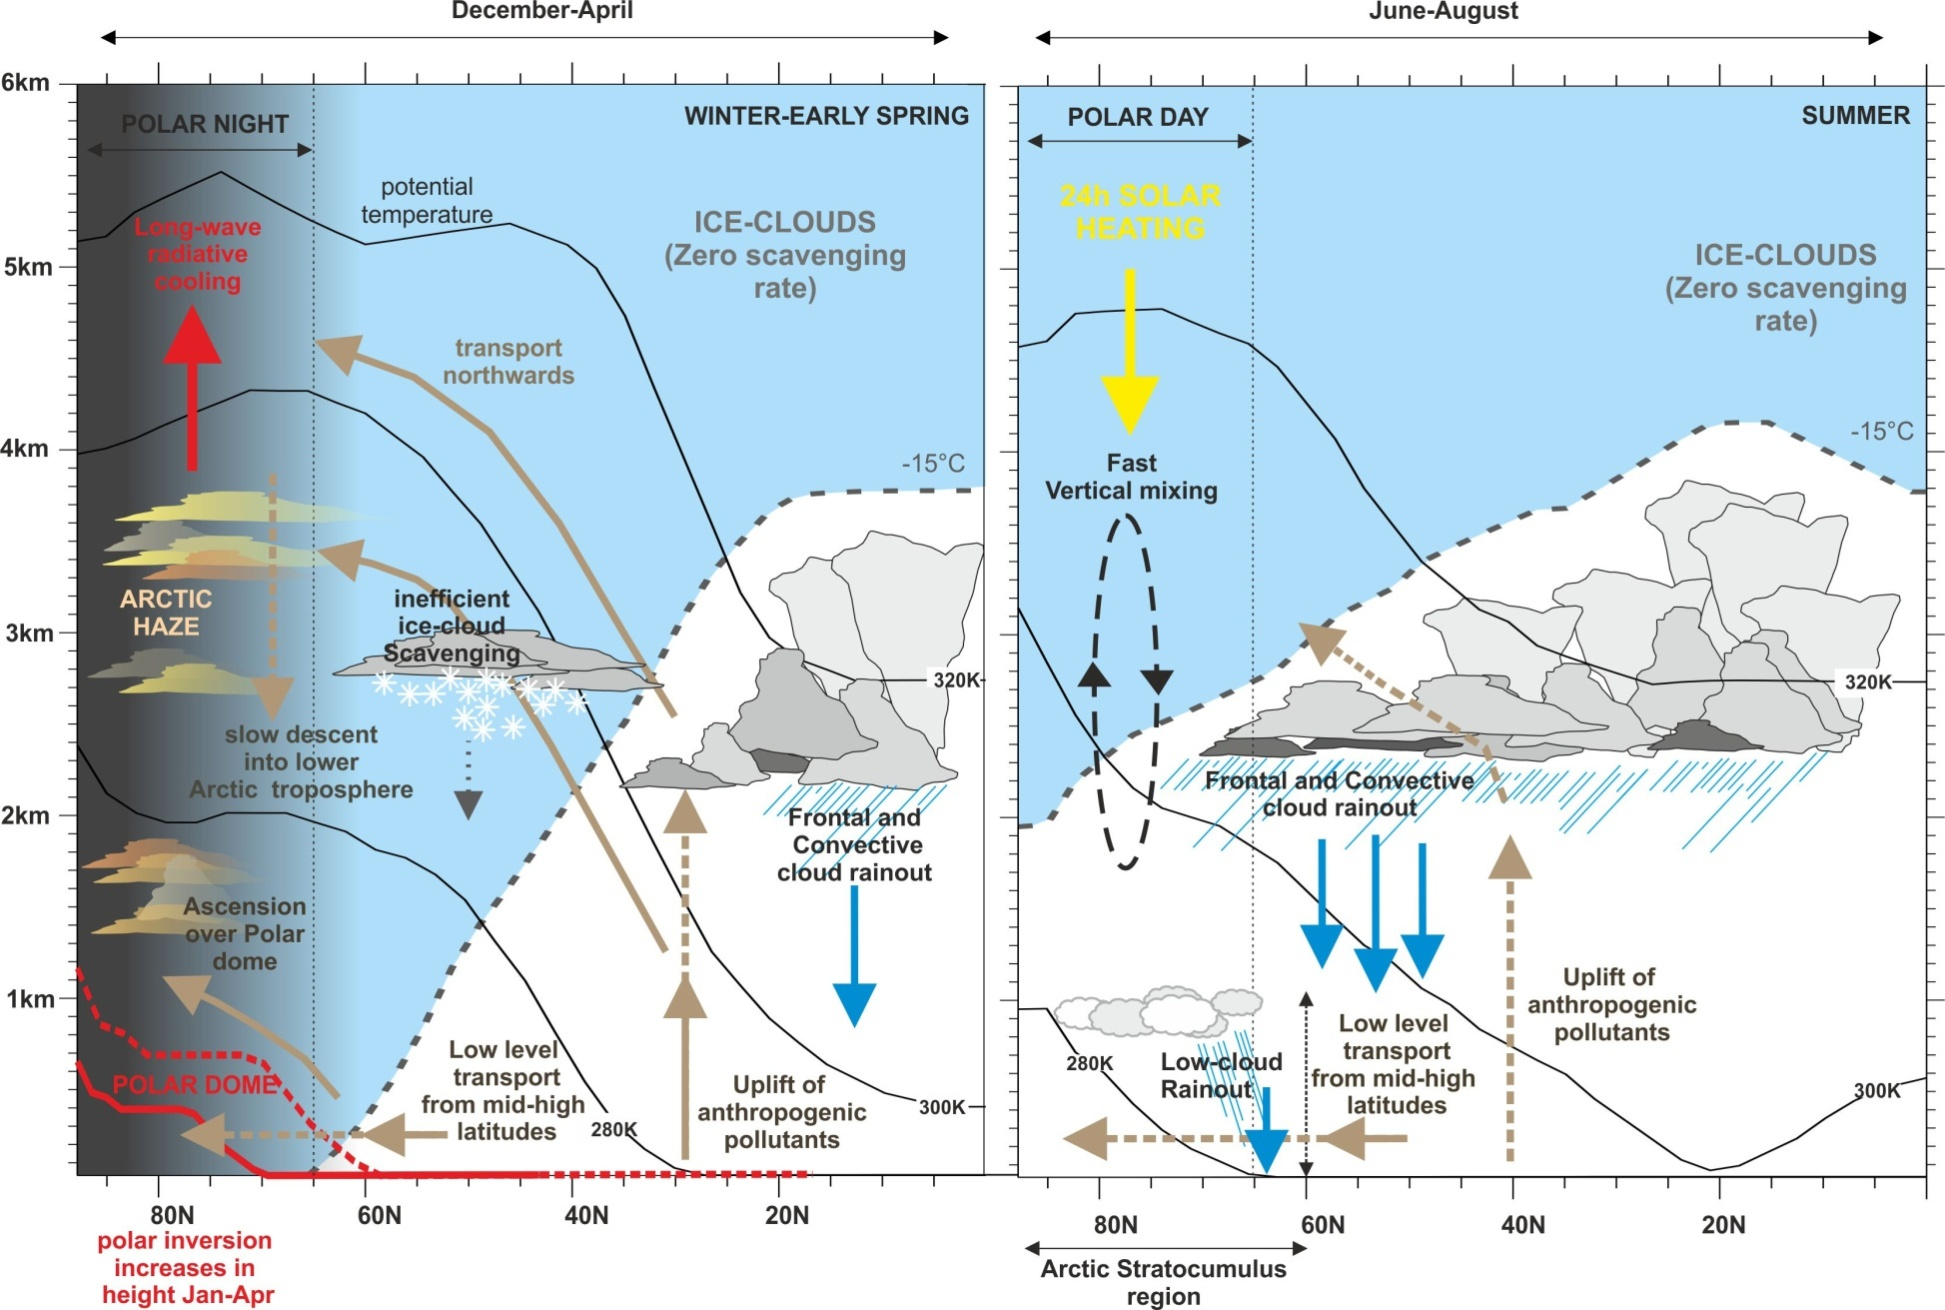 December-April
June-August
6km
5km
4km
3km
2km
1km
POLAR NIGHT
WINTER-EARLY SPRING
potential
temperature
Long-wave
radiative
cooling
ICE-CLOUDS
(Zero scavenging
rate)
transport
northwards
-15°C
ARCTIC
HAZE
inefficient
ice-cloud
Scavenging
320K
slow descent
into lower
Arctic troposphere
Frontal and
Convective
cloud rainout
Ascension
over Polar
dome
POLAR DOME
Low level
transport
from mid-high
latitudes
280K
Uplift of
anthropogenic
pollutants
300K
80N
60N
40N
20N
polar inversion
increases in
height Jan-Apr
POLAR DAY
SUMMER
24h SOLAR
HEATING
ICE-CLOUDS
(Zero scavenging
rate)
-15°C
Fast
Vertical mixing
320K
Frontal and Convective
cloud rainout
Uplift of
anthropogenic
pollutants
Low level
transport
from mid-high
latitudes
280K
Low-cloud
Rainout
300K
80N
60N
40N
20N
Arctic Stratocumulus
region